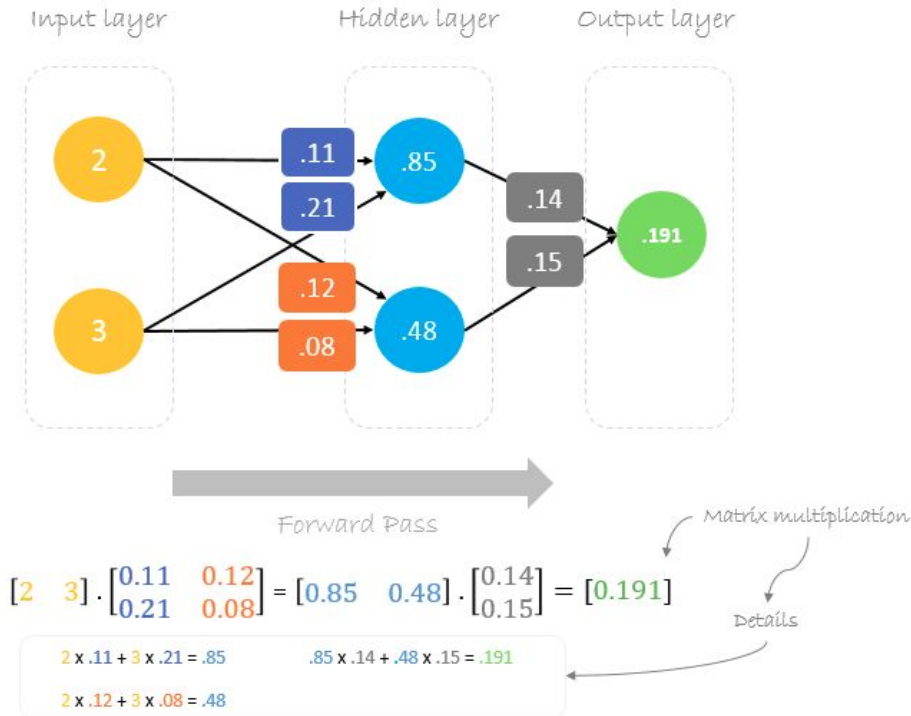 Input layer
Hidden layer
Output layer
2
.11
.85
.21
.14
.191
.15
3
.12
.48
.08
Forward Pass
Matrix multiplication
[2 3] . [0.11 0.12
0.21 0.08] = [0.85 0.48] . [0.14
0.15] = [0.191]
Details
2 x .11 + 3 x .21 = .85
.85 x .14 + .48 x .15 = .191
2 x .12 + 3 x .08 = .48